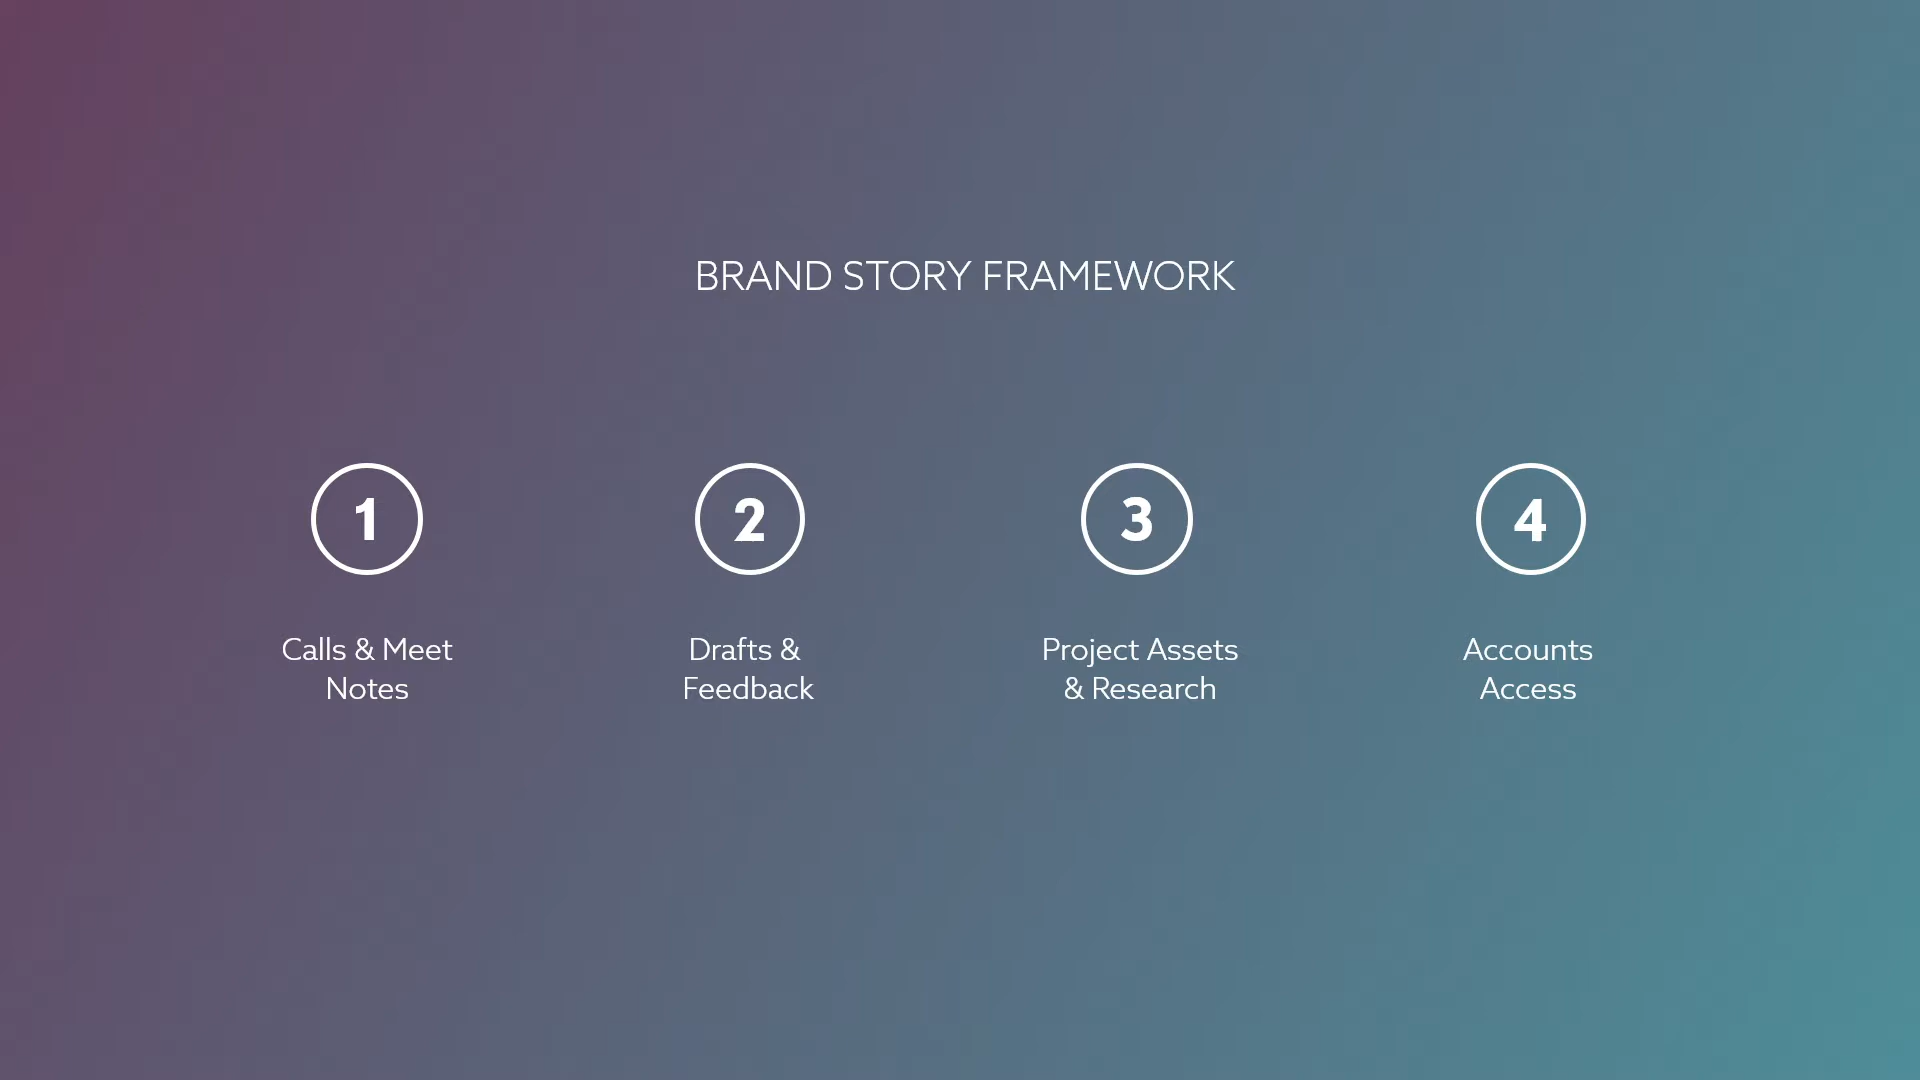 BRAND STORY FRAMEWORK
1
2
3
4
Calls & Meet
Notes
Drafts &
Feedback
Project Assets
& Research
Accounts
Access